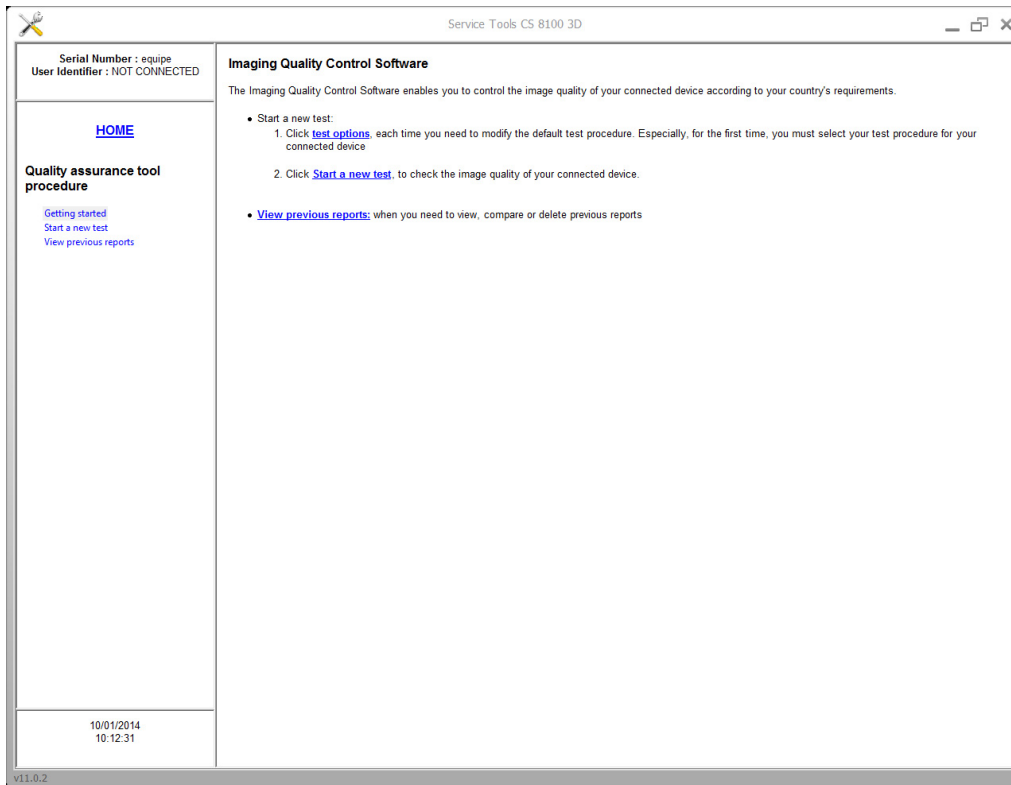 Service Tools CS 8100 3D
Serial Number : equipe
User Identifier : NOT CONNECTED
HOME
Quality assurance tool
procedure
Getting started
Start a new test
View previous reports
Imaging Quality Control Software
The Imaging Quality Control Software enables you to control the image quality of your connected device according to your country's requirements.
• Start a new test:
1. Click test options, each time you need to modify the default test procedure. Especially, for the first time, you must select your test procedure for your
connected device
2. Click Start a new test, to check the image quality of your connected device.
• View previous reports: when you need to view, compare or delete previous reports
10/01/2014
10:12:31
v11.0.2